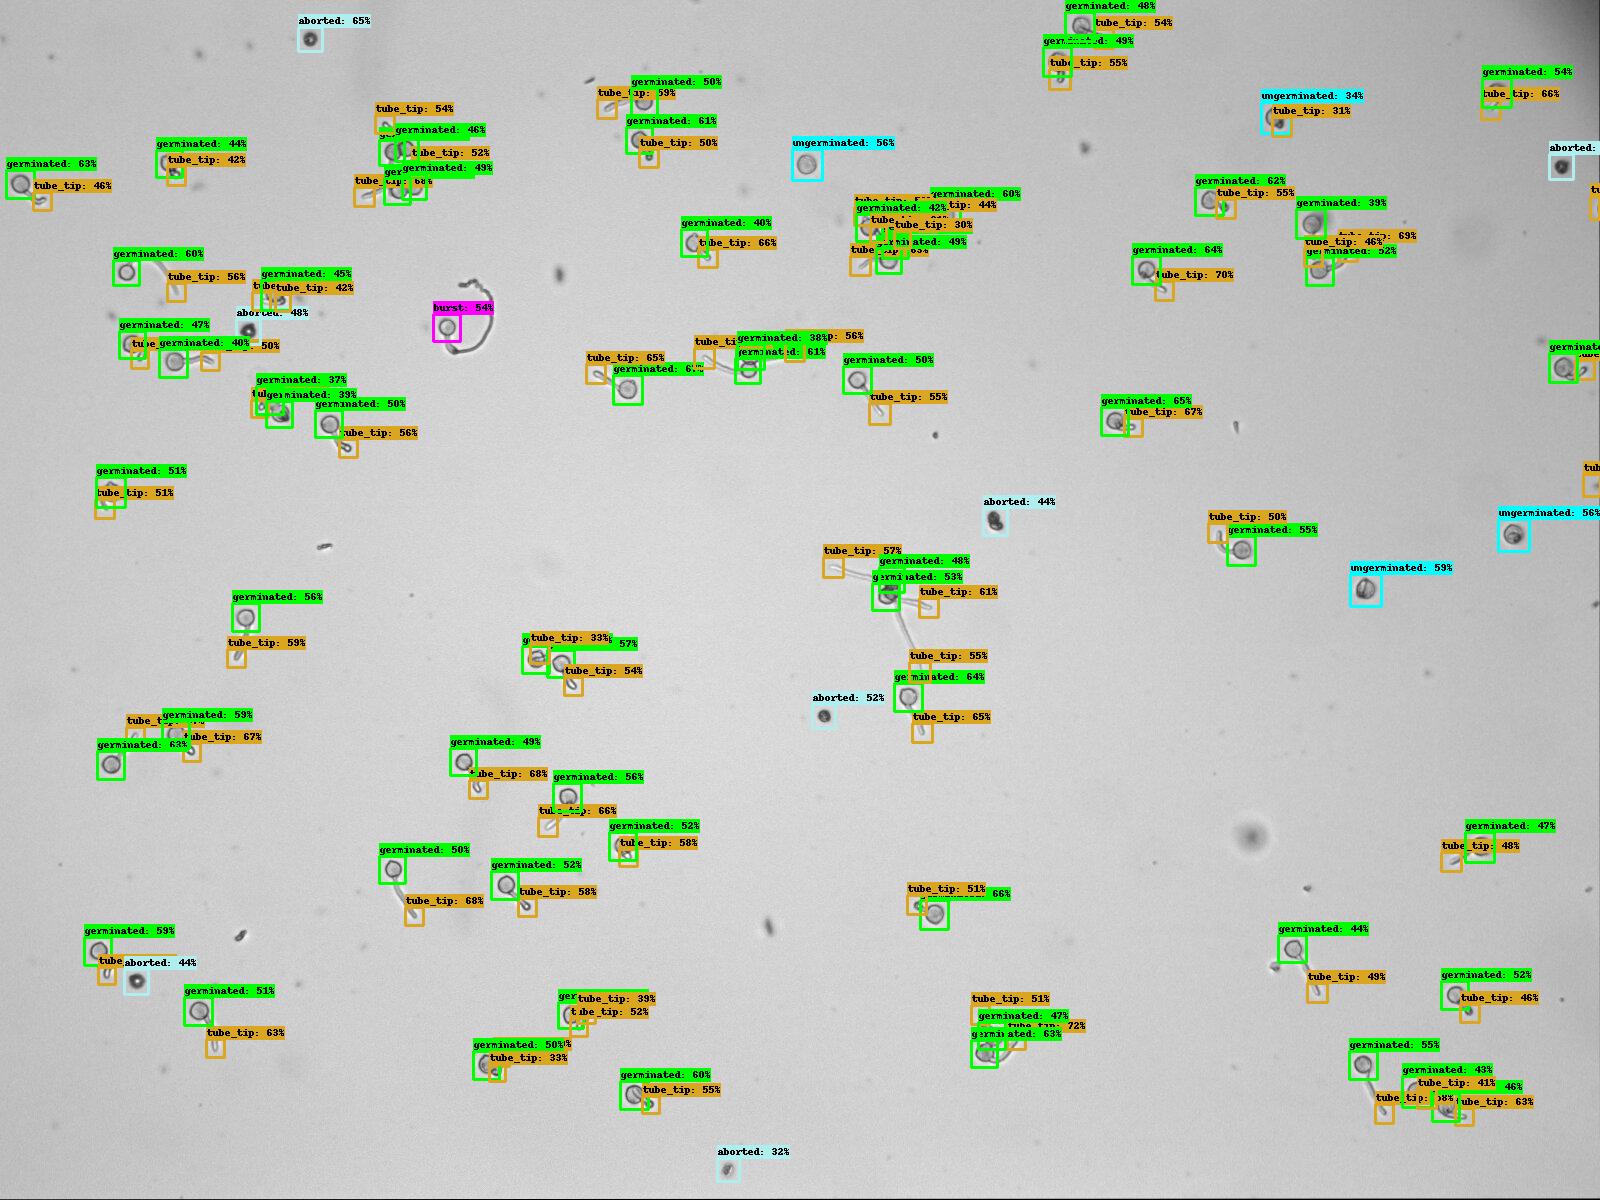 germinated: 48%
aborted: 65%
tube_tip: 54%
germinated: 49%
tube_tip: 55%
germinated: 54%
germinated: 50%
tube_tip: 59%
tube_tip: 66%
ungerminated: 34%
tube_tip: 54%
tube_tip: 31%
germinated: 61%
germinated: 46%
germinated: 44%
tube_tip: 50%
ungerminated: 56%
aborted:
tube_tip: 52%
tube_tip: 42%
germinated: 63%
germinated: 49%
tube_tip: 68%
germinated: 62%
tube_tip: 46%
tube_tip: 55%
germinated: 60%
germinated: 39%
tip: 44%
germinated: 42%
germinated: 40%
tube_tip: 30%
tube_tip: 69%
tube_tip: 66%
germinated: 49%
tube_tip: 46%
germinated: 64%
germinated: 52%
germinated: 60%
tube_tip: 70%
germinated: 45%
tube_tip: 56%
tube_tip: 42%
burst: 54%
aborted: 48%
germinated: 47%
germinated: 38%
56%
germinated: 40%
50%
germinated: 61%
tube_tip: 65%
germinated: 50%
germinated: 37%
germinated: 39%
tube_tip: 55%
germinated: 65%
germinated: 50%
tube_tip: 67%
tube_tip: 56%
germinated: 51%
tube_tip: 51%
aborted: 44%
ungerminated: 56%
tube_tip: 50%
germinated: 55%
tube_tip: 57%
germinated: 48%
ungerminated: 59%
germinated: 53%
tube_tip: 61%
germinated: 56%
tube_tip: 33%
57%
tube_tip: 59%
tube_tip: 55%
tube_tip: 54%
germinated: 64%
aborted: 52%
germinated: 59%
tube_tip: 65%
tube_tip: 67%
germinated: 63%
germinated: 49%
tube_tip: 68%
germinated: 56%
tube_tip: 66%
germinated: 52%
germinated: 47%
tube_tip: 58%
tube_tip: 48%
germinated: 50%
germinated: 52%
tube_tip: 51%
66%
tube_tip: 58%
tube_tip: 68%
germinated: 59%
germinated: 44%
aborted: 44%
tube_tip: 49%
germinated: 52%
germinated: 51%
tube_tip: 39%
tube_tip: 51%
tube_tip: 46%
tube_tip: 52%
germinated: 47%
tube_tip: 72%
tube_tip: 63%
germinated: 63%
germinated: 50%
germinated: 55%
tube_tip: 33%
germinated: 43%
germinated: 60%
tube_tip: 41%
46%
tube_tip: 55%
tube_tip: 63%
aborted: 32%